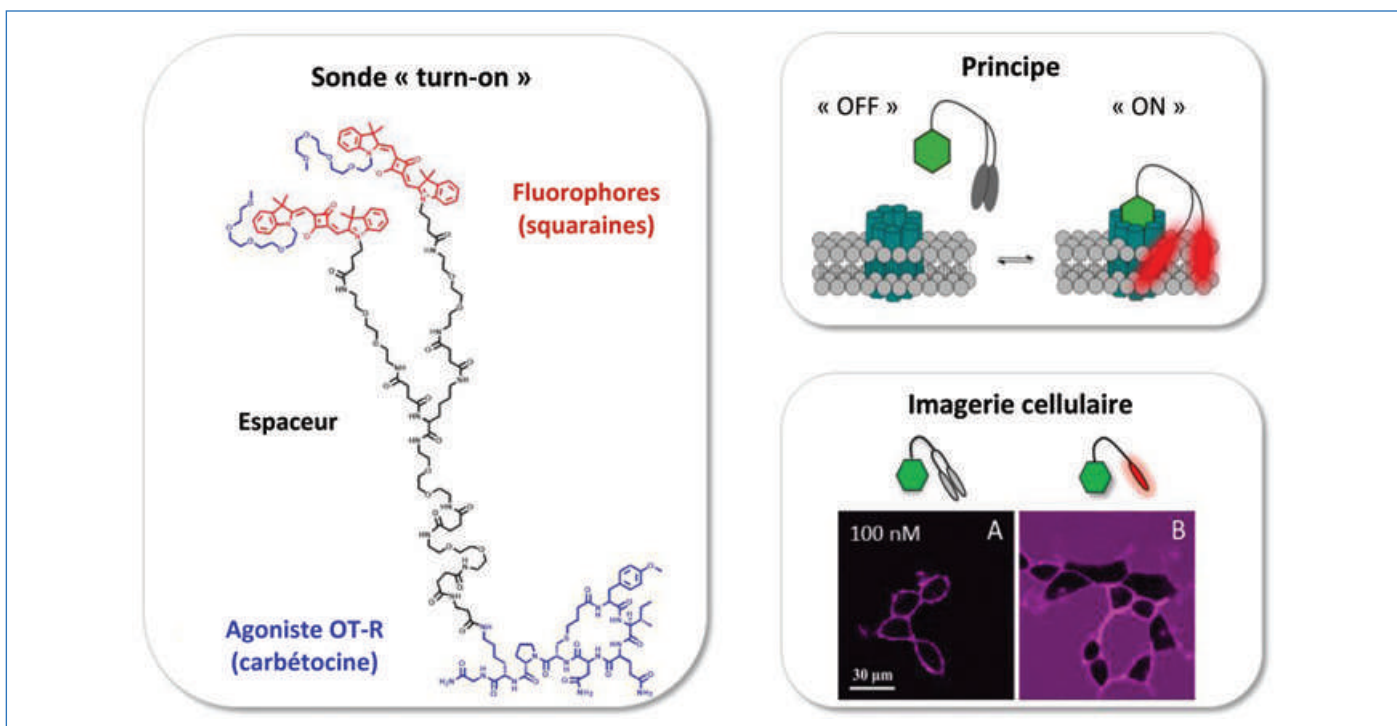 Sonde « turn-on »
Fluorophores
(squaraines)
Espaceur
Agoniste OT-R
(carbétocine)
Principe
« OFF »
« ON »
Imagerie cellulaire
100 nM
A
B
30 µm